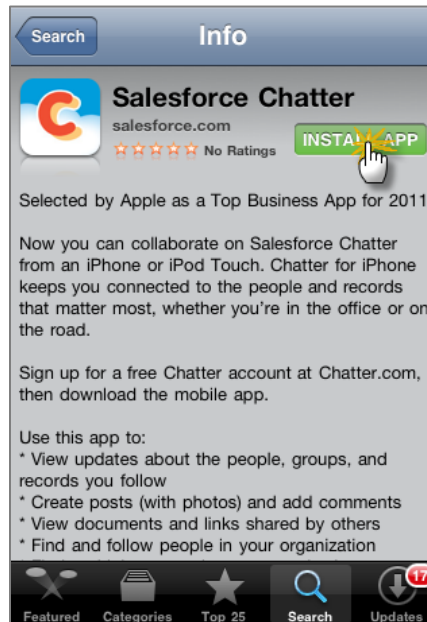 Search
Info
Salesforce Chatter
salesforce.com
No Ratings
INSTALL APP
Selected by Apple as a Top Business App for 2011
Now you can collaborate on Salesforce Chatter
from an iPhone or iPod Touch. Chatter for iPhone
keeps you connected to the people and records
that matter most, whether you're in the office or on
the road.
Sign up for a free Chatter account at Chatter.com,
then download the mobile app.
Use this app to:
* View updates about the people, groups, and
records you follow
* Create posts (with photos) and add comments
* View documents and links shared by others
* Find and follow people in your organization
17
Featured Categories Top 25 Search Updates